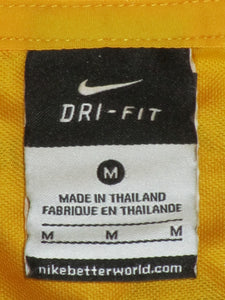 DRI-FIT
M
MADE IN THAILAND
FABRIQUE EN THAILANDE
M M M
nikebetterworld.com